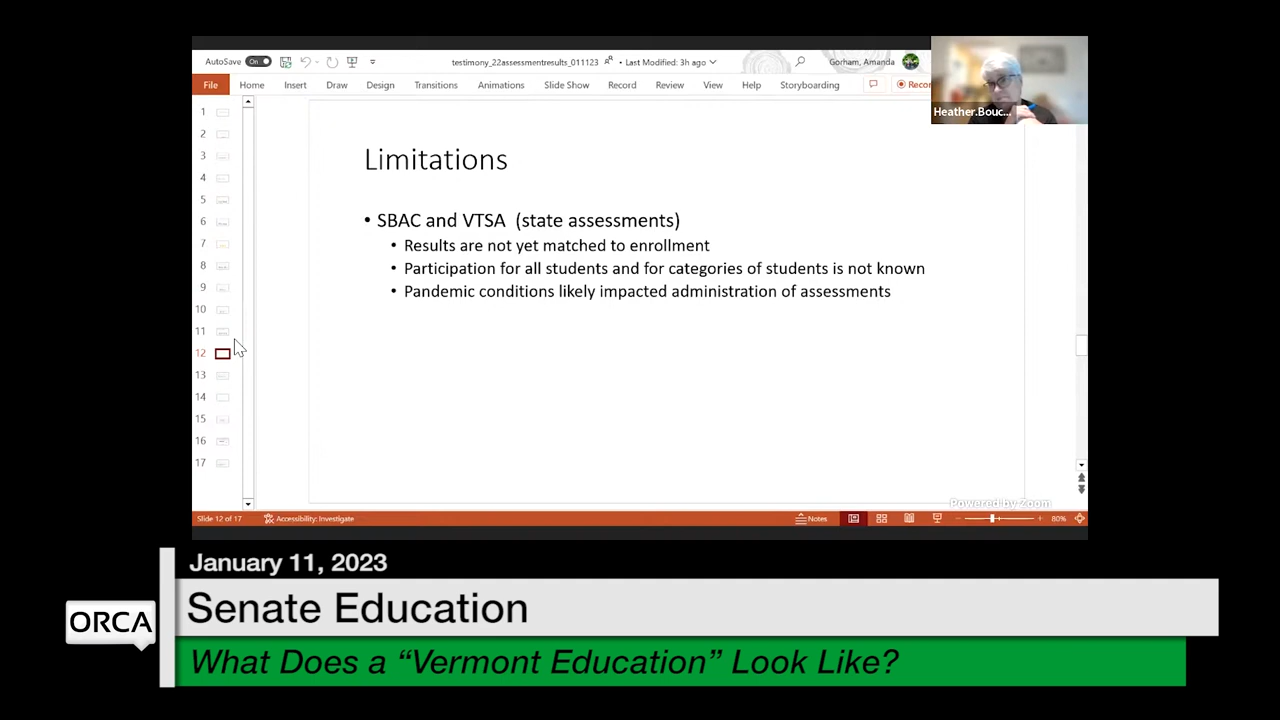 AutoSave
On
testimony_22assessmentresults_011123
• Last Modified: 3h ago
Gorham, Amanda
File
Home
Insert
Draw
Design
Transitions
Animations
Slide Show
Record
Review
View
Help
Storyboarding
Recor
Heather.Bouc...
1
2
3
4
5
6
7
8
9
10
11
12
13
14
15
16
17
Limitations
• SBAC and VTSA (state assessments)
• Results are not yet matched to enrollment
• Participation for all students and for categories of students is not known
• Pandemic conditions likely impacted administration of assessments
Powered by Zoom
Slide 12 of 17
Accessibility: Investigate
Notes
80%
January 11, 2023
ORCA
Senate Education
What Does a “Vermont Education” Look Like?